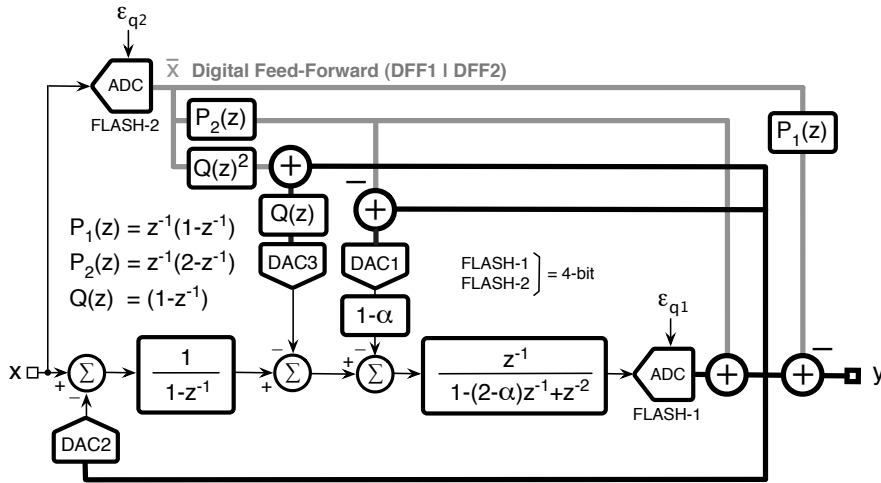 εq2
x̅ Digital Feed-Forward (DFF1 | DFF2)
ADC
FLASH-2
P2(z)
P1(z)
Q(z)²
+
−
+
Q(z)
P1(z) = z⁻¹(1-z⁻¹)
P2(z) = z⁻¹(2-z⁻¹)
Q(z) = (1-z⁻¹)
DAC3
DAC1
FLASH-1
FLASH-2
= 4-bit
1-α
εq1
x
+
−
Σ
1
1-z⁻¹
−
+
Σ
−
+
Σ
z⁻¹
1-(2-α)z⁻¹+z⁻²
ADC
FLASH-1
+
+
−
y
DAC2